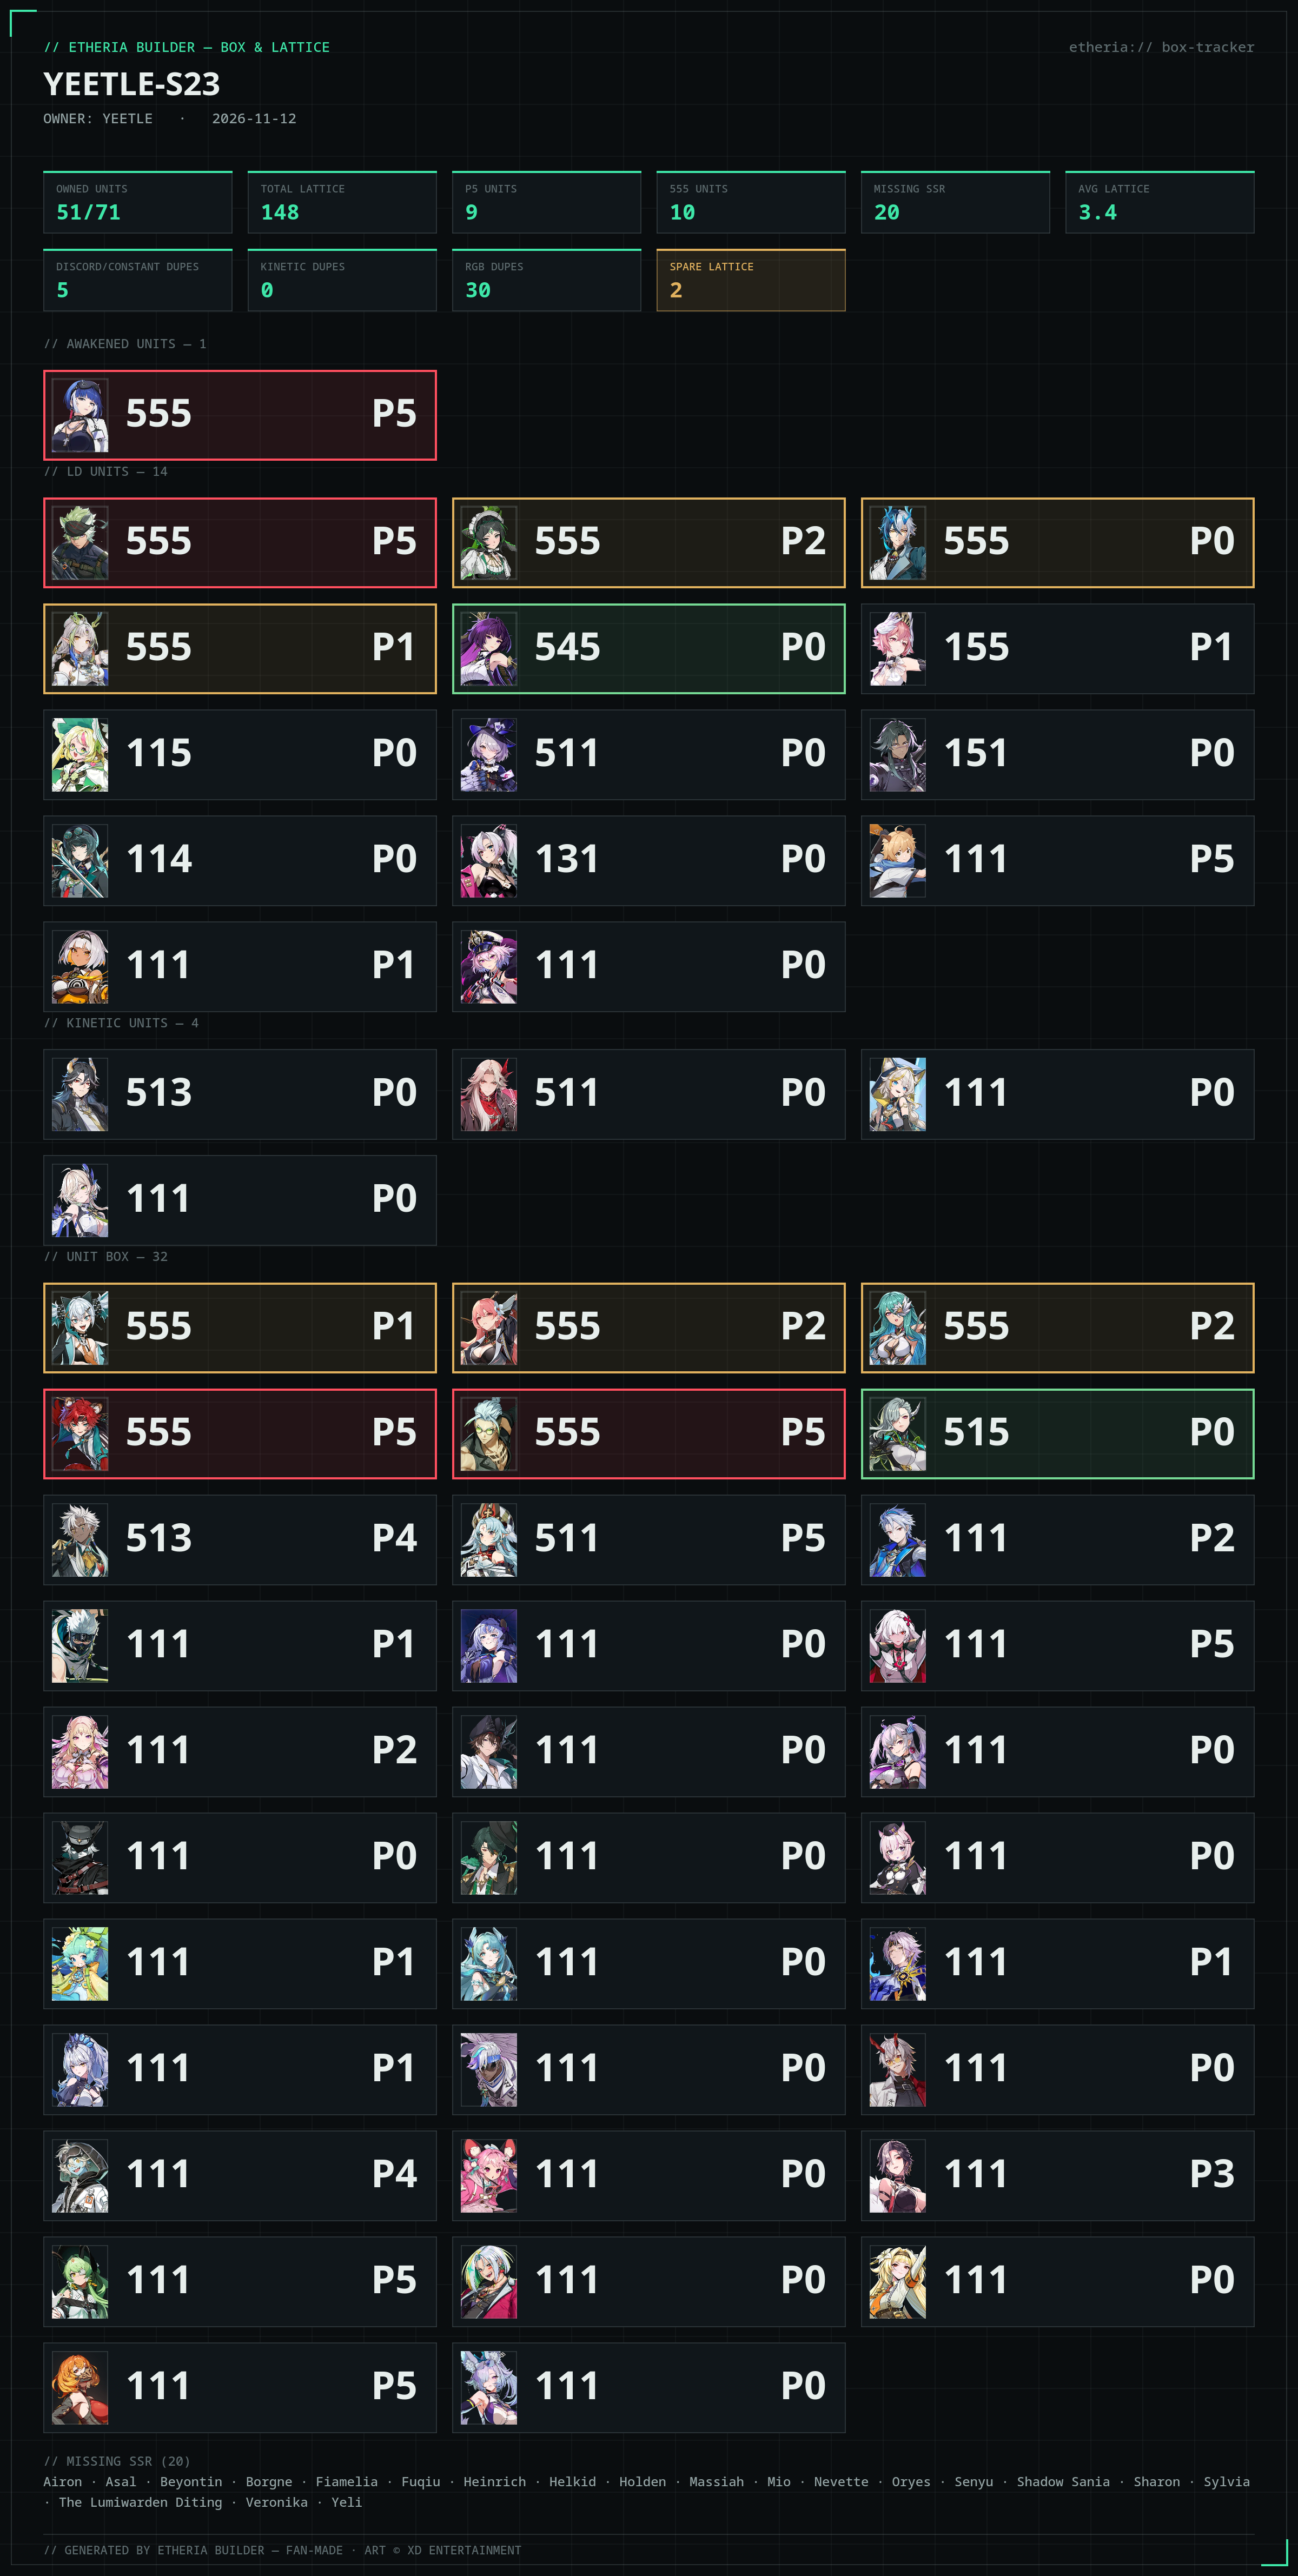 // ETHERIA BUILDER — BOX & LATTICE
etheria:// box-tracker
YEETLE-S23
OWNER: YEETLE · 2026-11-12
OWNED UNITS
51/71
TOTAL LATTICE
148
P5 UNITS
9
555 UNITS
10
MISSING SSR
20
AVG LATTICE
3.4
DISCORD/CONSTANT DUPES
5
KINETIC DUPES
0
RGB DUPES
30
SPARE LATTICE
2
// AWAKENED UNITS — 1
555 P5
// LD UNITS — 14
555 P5
555 P2
555 P0
555 P1
545 P0
155 P1
115 P0
511 P0
151 P0
114 P0
131 P0
111 P5
111 P1
111 P0
// KINETIC UNITS — 4
513 P0
511 P0
111 P0
111 P0
// UNIT BOX — 32
555 P1
555 P2
555 P2
555 P5
555 P5
515 P0
513 P4
511 P5
111 P2
111 P1
111 P0
111 P5
111 P2
111 P0
111 P0
111 P0
111 P0
111 P0
111 P1
111 P0
111 P1
111 P1
111 P0
111 P0
111 P4
111 P0
111 P3
111 P5
111 P0
111 P0
111 P5
111 P0
// MISSING SSR (20)
Airon · Asal · Beyontin · Borgne · Fiamelia · Fuqiu · Heinrich · Helkid · Holden · Massiah · Mio · Nevette · Oryes · Senyu · Shadow Sania · Sharon · Sylvia
· The Lumiwarden Diting · Veronika · Yeli
// GENERATED BY ETHERIA BUILDER — FAN-MADE · ART © XD ENTERTAINMENT